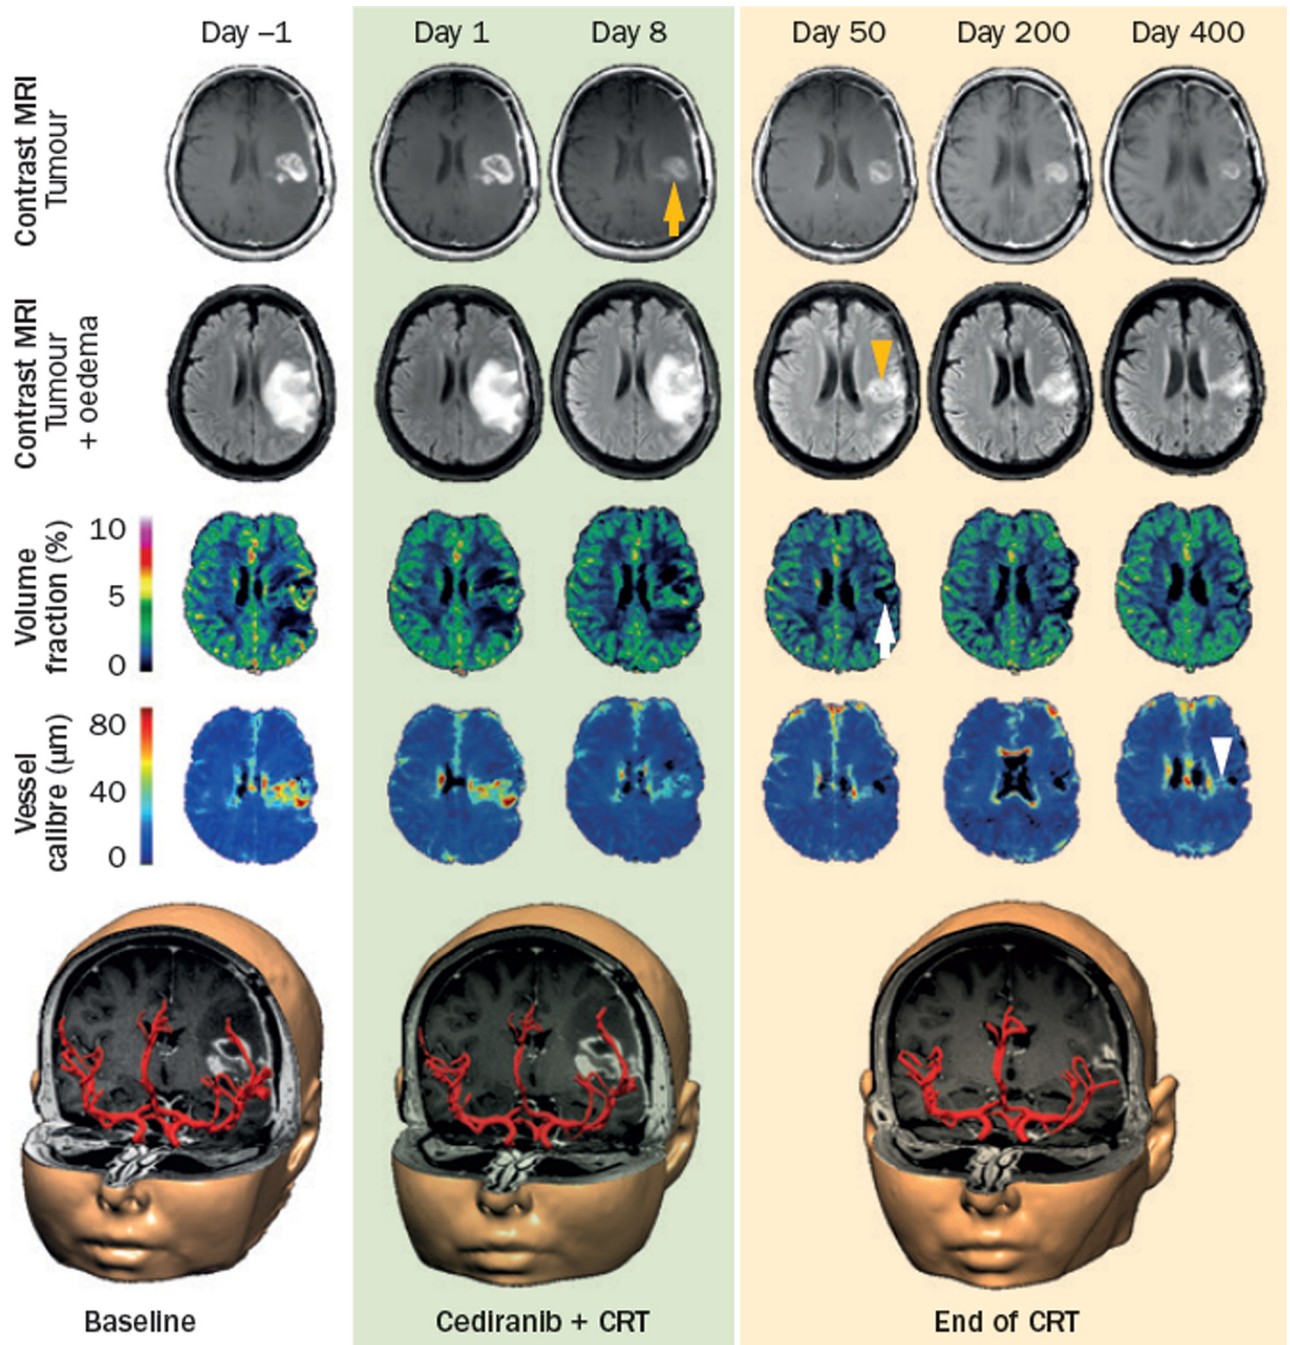 Day –1
Day 1
Day 8
Day 50
Day 200
Day 400
Contrast MRI
Tumour
Contrast MRI
Tumour
+ oedema
Volume
fraction (%)
10
5
0
Vessel
calibre (µm)
80
40
0
Baseline
Cediranib + CRT
End of CRT